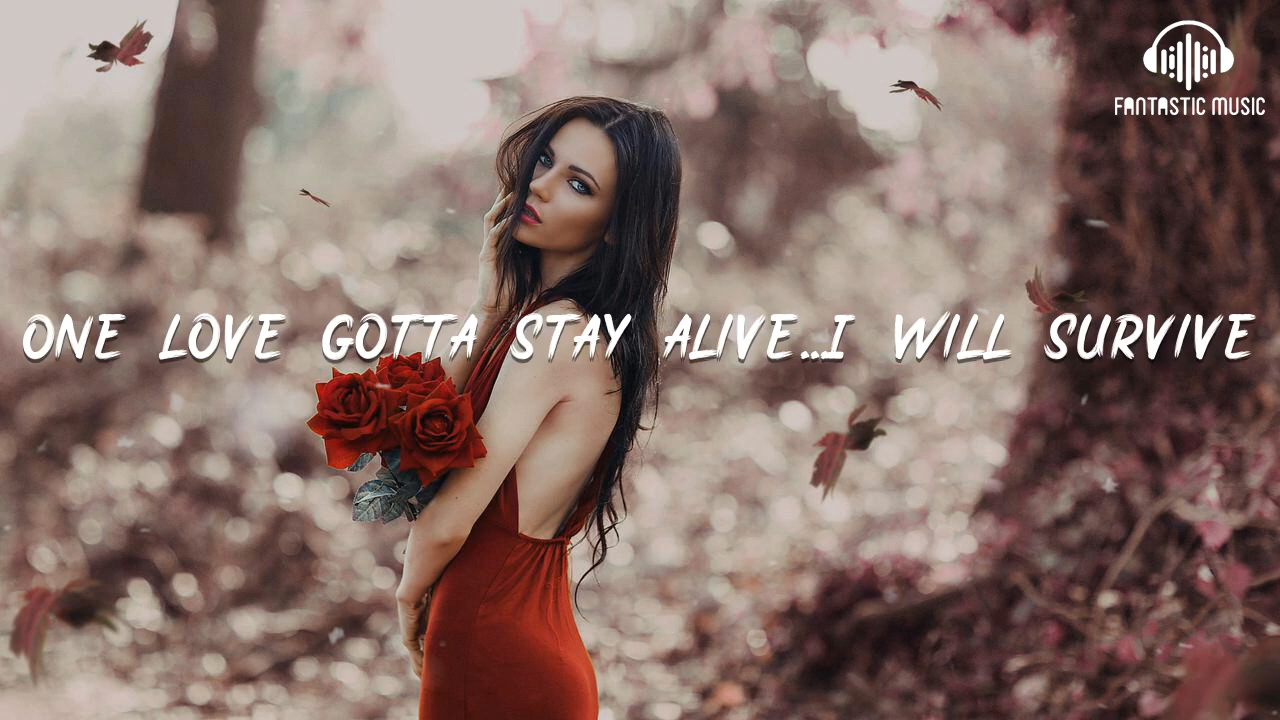 FANTASTIC MUSIC
ONE LOVE GOTTA STAY ALIVE..I WILL SURVIVE